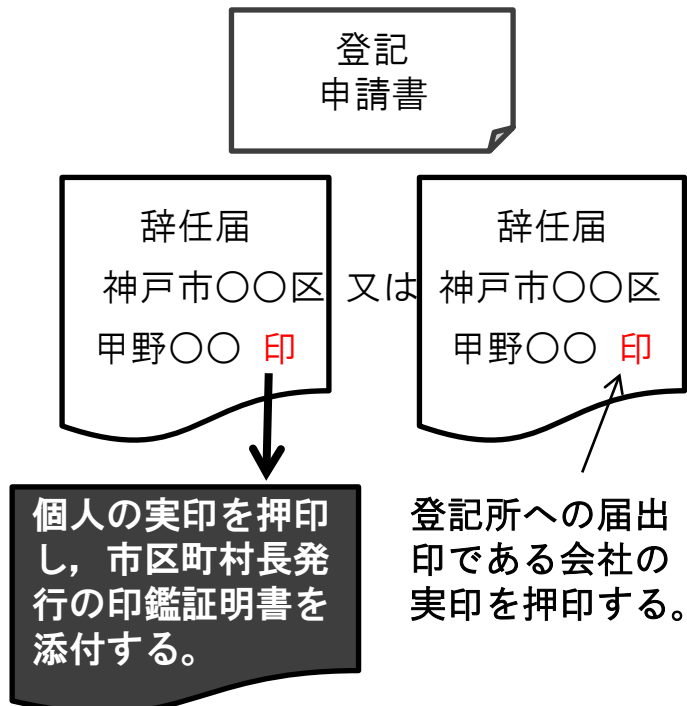 登記
申請書
辞任届
神戸市〇〇区
甲野〇〇 印
又は
辞任届
神戸市〇〇区
甲野〇〇 印
個人の実印を押印
し，市区町村長発
行の印鑑証明書を
添付する。
登記所への届出
印である会社の
実印を押印する。